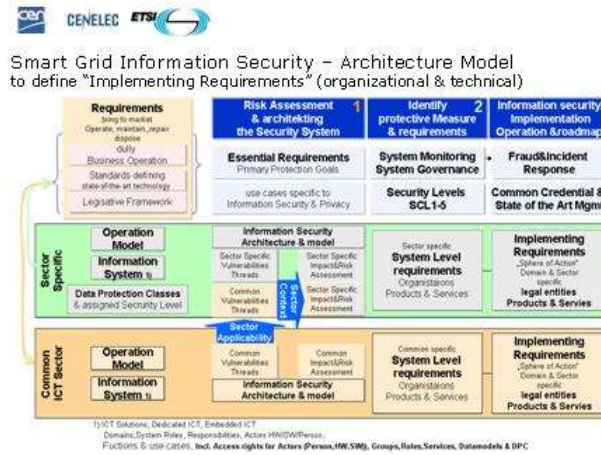 cen
CENELEC
ETSI
Smart Grid Information Security – Architecture Model
to define “Implementing Requirements” (organizational & technical)
Requirements
bring to market
Operate, maintain, repair
dispose
dully
Business Operation
Standards defining
state-of-the-art technology
Legislative Framework
Risk Assessment 1
& architekting
the Security System
Essential Requirements
Primary Protection Goals
use cases specific to
Information Security & Privacy
Identify 2
protective Measure
& requirements
System Monitoring
System Governance
Security Levels
SCL1-5
Information security
Implementation
Operation &roadmap
Fraud&Incident
Response
Common Credential &
State of the Art Mgmt
Sector
Specific
Operation
Model
Information
System 1)
Data Protection Classes
& assigned Security Level
Information Security
Architecture & model
Sector Specific
Vulnerabilities
Threads
Sector Specific
Impact&Risk
Assessment
Common
Vulnerabilities
Threads
Sector Specific
Impact&Risk
Assessment
Sector
Context
Sector
Applicability
Sector specific
System Level
requirements
Organistaions
Products & Services
Implementing
Requirements
„Sphere of Action"
Domain & Sector
specific
legal entities
Products & Servies
Common
ICT Sector
Operation
Model
Information
System 1)
Common
Vulnerabilities
Threads
Common
Impact&Risk
Assessment
Information Security
Architecture & model
Common specific
System Level
requirements
Organistaions
Products & Services
Implementing
Requirements
„Sphere of Action"
Domain & Sector
specific
legal entities
Products & Servies
1) ICT Solutions, Dedicated ICT, Embedded ICT
Domains,System Roles, Responsibilities, Actors HW/SW/Person,
Fuctions & use-cases, Incl. Access rights for Actors (Person,HW,SW), Groups,Roles,Services, Datamodels & DPC